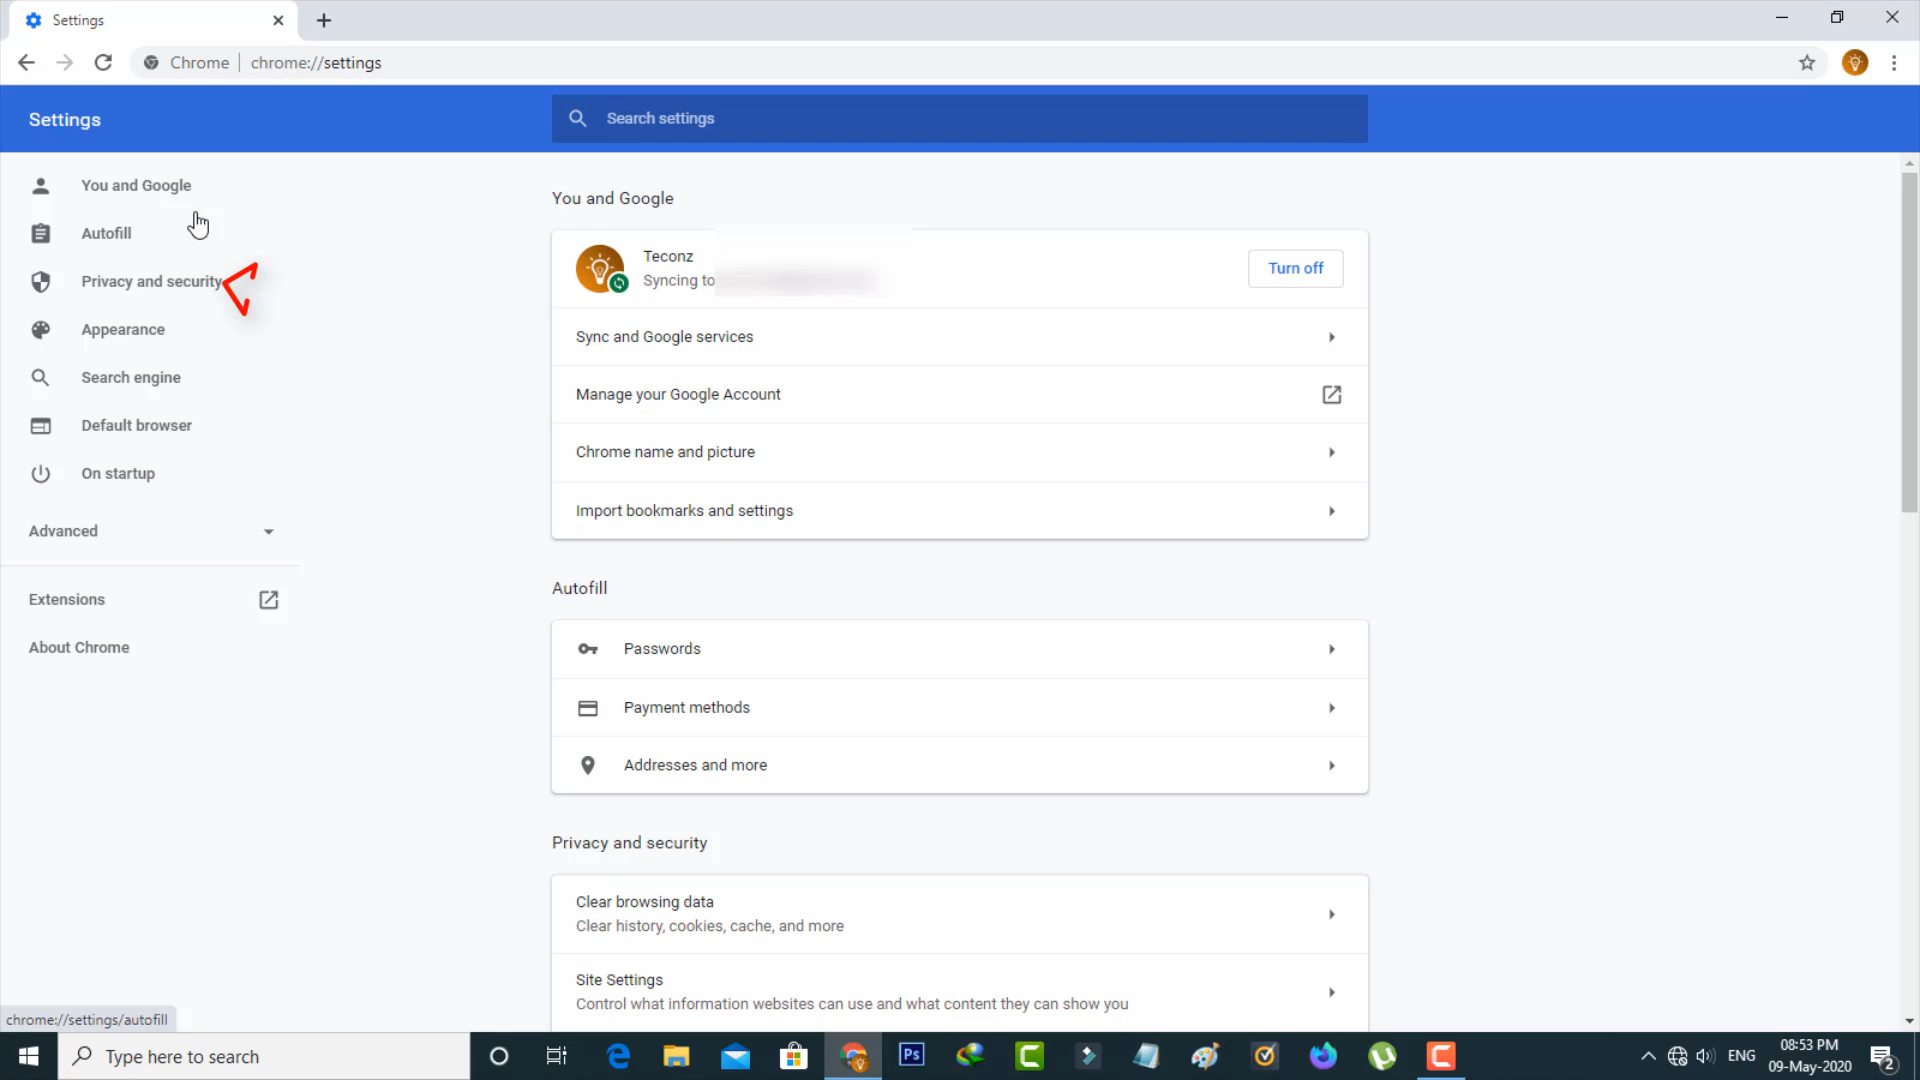 Settings
Chrome | chrome://settings
Settings
Search settings
You and Google
Autofill
Privacy and security
Appearance
Search engine
Default browser
On startup
Advanced
Extensions
About Chrome
You and Google
Teconz
Syncing to
Turn off
Sync and Google services
Manage your Google Account
Chrome name and picture
Import bookmarks and settings
Autofill
Passwords
Payment methods
Addresses and more
Privacy and security
Clear browsing data
Clear history, cookies, cache, and more
Site Settings
Control what information websites can use and what content they can show you
chrome://settings/autofill
Type here to search
Ps
ENG
08:53 PM
09-May-2020
2